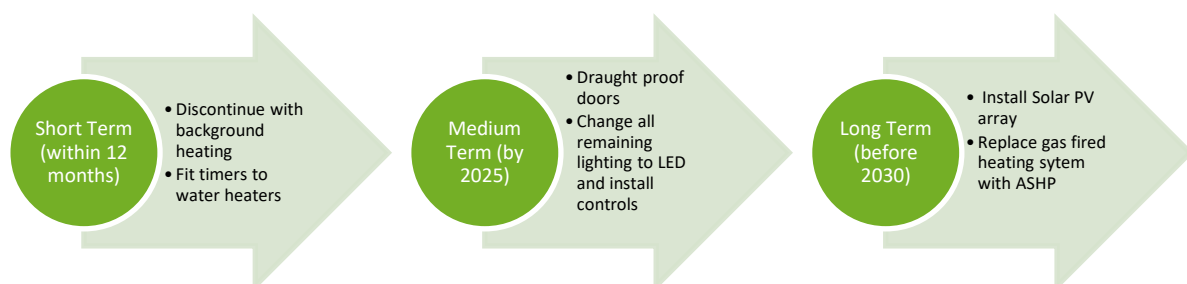 Short Term
(within 12
months)
• Discontinue with
background
heating
• Fit timers to
water heaters
Medium
Term (by
2025)
• Draught proof
doors
• Change all
remaining
lighting to LED
and install
controls
Long Term
(before
2030)
• Install Solar PV
array
• Replace gas fired
heating sytem
with ASHP